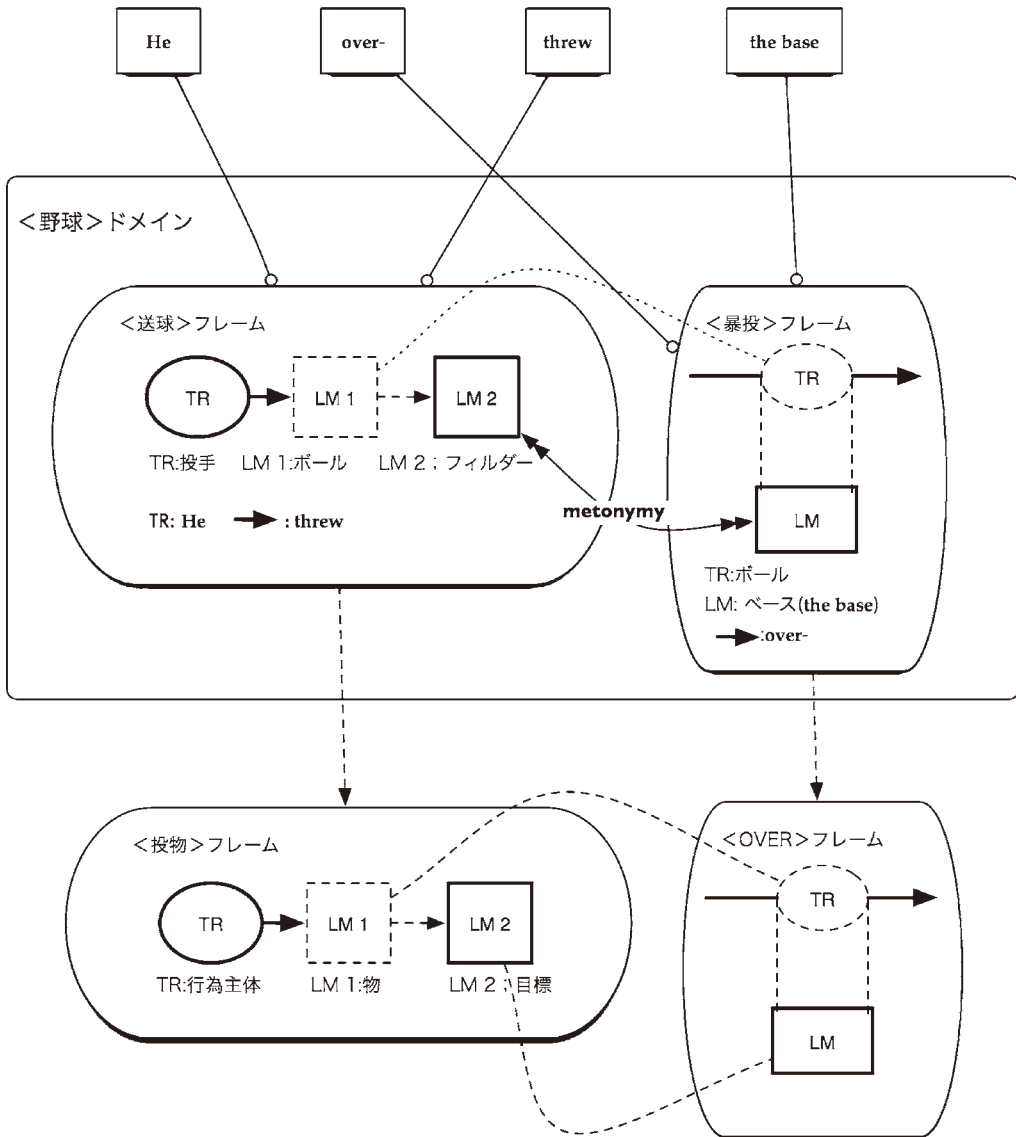 He
over-
threw
the base
<野球>ドメイン
<送球>フレーム
TR
LM 1
LM 2
TR:投手 LM 1:ボール LM 2;フィルダー
TR: He : threw
metonymy
<暴投>フレーム
TR
LM
TR:ボール
LM: ベース(the base)
:over-
<投物>フレーム
TR
LM 1
LM 2
TR:行為主体 LM 1:物 LM 2;目標
<OVER>フレーム
TR
LM